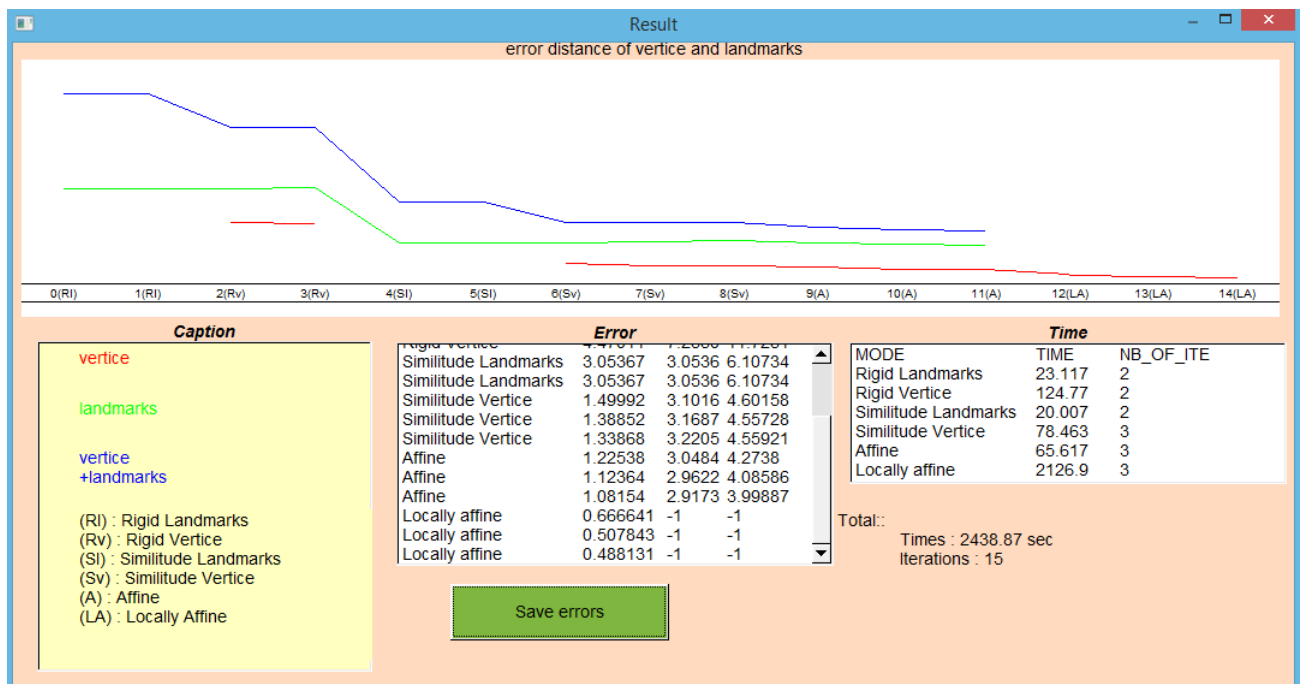 Result
error distance of vertice and landmarks
0(Rl) 1(Rl) 2(Rv) 3(Rv) 4(Sl) 5(Sl) 6(Sv) 7(Sv) 8(Sv) 9(A) 10(A) 11(A) 12(LA) 13(LA) 14(LA)
Caption
vertice
landmarks
vertice
+landmarks
(Rl) : Rigid Landmarks
(Rv) : Rigid Vertice
(Sl) : Similitude Landmarks
(Sv) : Similitude Vertice
(A) : Affine
(LA) : Locally Affine
Error
Rigid Vertice
Similitude Landmarks 3.05367 3.0536 6.10734
Similitude Landmarks 3.05367 3.0536 6.10734
Similitude Vertice 1.49992 3.1016 4.60158
Similitude Vertice 1.38852 3.1687 4.55728
Similitude Vertice 1.33868 3.2205 4.55921
Affine 1.22538 3.0484 4.2738
Affine 1.12364 2.9622 4.08586
Affine 1.08154 2.9173 3.99887
Locally affine 0.666641 -1 -1
Locally affine 0.507843 -1 -1
Locally affine 0.488131 -1 -1
Save errors
Time
MODE TIME NB_OF_ITE
Rigid Landmarks 23.117 2
Rigid Vertice 124.77 2
Similitude Landmarks 20.007 2
Similitude Vertice 78.463 3
Affine 65.617 3
Locally affine 2126.9 3
Total::
Times : 2438.87 sec
Iterations : 15